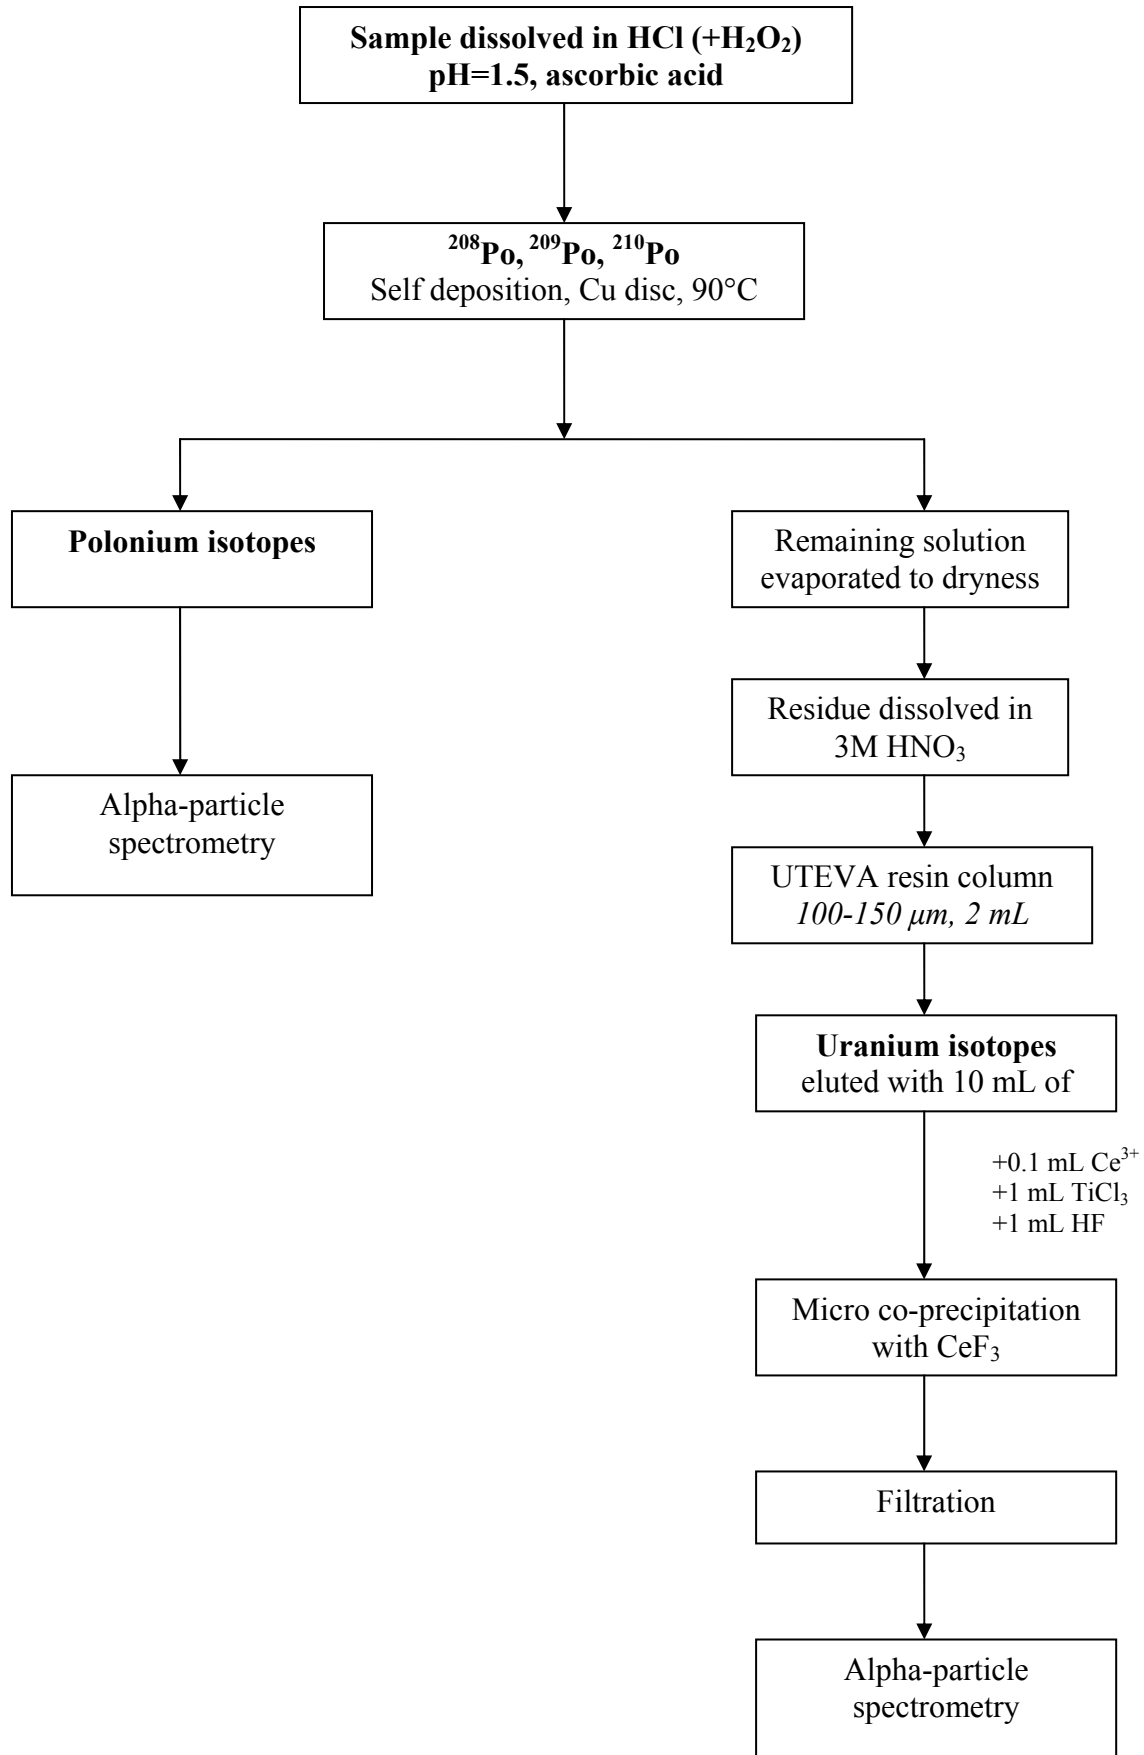 Sample dissolved in HCl (+H₂O₂)
pH=1.5, ascorbic acid
²⁰⁸Po, ²⁰⁹Po, ²¹⁰Po
Self deposition, Cu disc, 90°C
Polonium isotopes
Alpha-particle
spectrometry
Remaining solution
evaporated to dryness
Residue dissolved in
3M HNO₃
UTEVA resin column
100-150 µm, 2 mL
Uranium isotopes
eluted with 10 mL of
+0.1 mL Ce³⁺
+1 mL TiCl₃
+1 mL HF
Micro co-precipitation
with CeF₃
Filtration
Alpha-particle
spectrometry